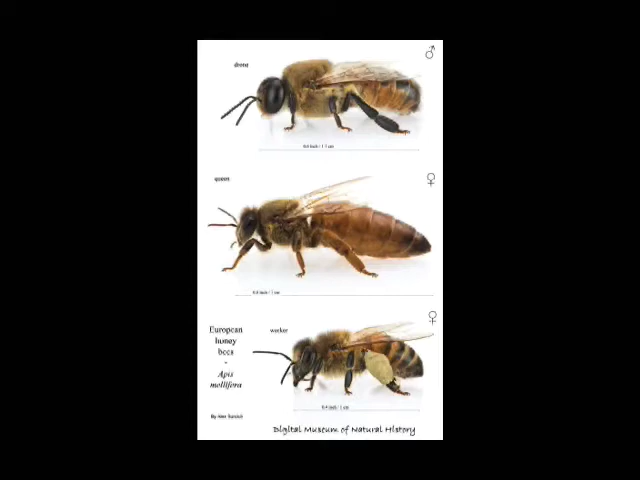 ♂
drone
queen
♀
♀
European
honey
bees
-
Apis
mellifera
worker
Digital Museum of Natural History